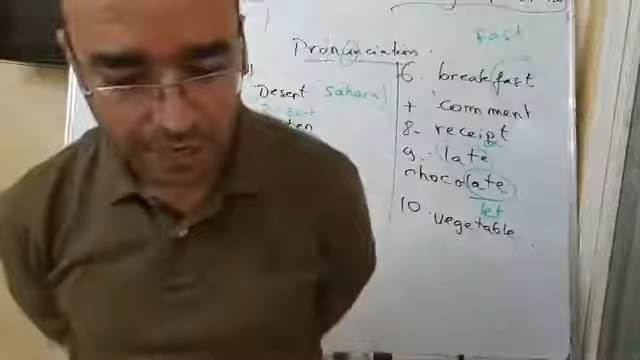 Pronunciation.
Desert sahara
fast
6. breakfast
7 comment
8- receipt
9.- late
chocolate
let
10. vegetable